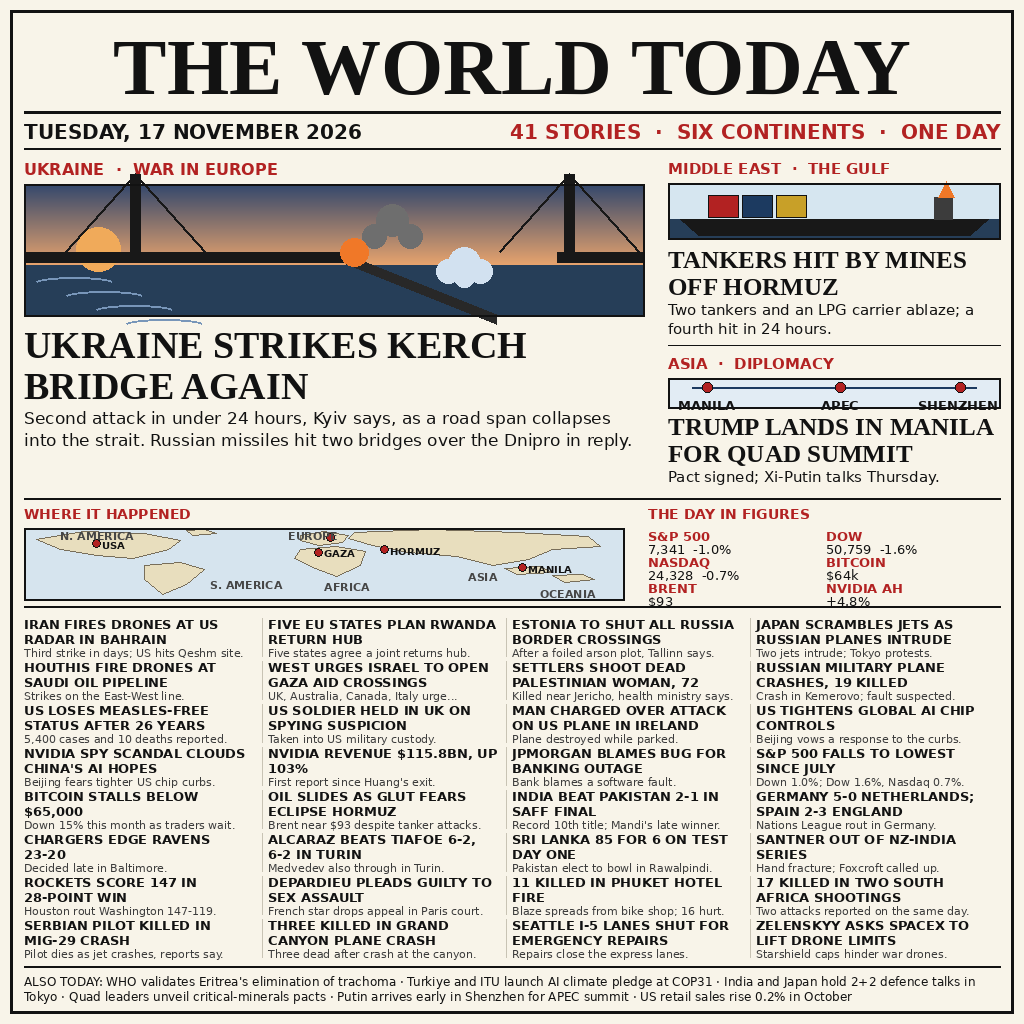 THE WORLD TODAY
TUESDAY, 17 NOVEMBER 2026
41 STORIES · SIX CONTINENTS · ONE DAY
UKRAINE · WAR IN EUROPE
UKRAINE STRIKES KERCH
BRIDGE AGAIN
Second attack in under 24 hours, Kyiv says, as a road span collapses
into the strait. Russian missiles hit two bridges over the Dnipro in reply.
MIDDLE EAST · THE GULF
TANKERS HIT BY MINES
OFF HORMUZ
Two tankers and an LPG carrier ablaze; a
fourth hit in 24 hours.
ASIA · DIPLOMACY
MANILA
APEC
SHENZHEN
TRUMP LANDS IN MANILA
FOR QUAD SUMMIT
Pact signed; Xi-Putin talks Thursday.
WHERE IT HAPPENED
N. AMERICA
USA
EUROPE
GAZA
HORMUZ
MANILA
S. AMERICA
AFRICA
ASIA
OCEANIA
THE DAY IN FIGURES
S&P 500
7,341 -1.0%
NASDAQ
24,328 -0.7%
BRENT
$93
DOW
50,759 -1.6%
BITCOIN
$64k
NVIDIA AH
+4.8%
IRAN FIRES DRONES AT US
RADAR IN BAHRAIN
Third strike in days; US hits Qeshm site.
HOUTHIS FIRE DRONES AT
SAUDI OIL PIPELINE
Strikes on the East-West line.
US LOSES MEASLES-FREE
STATUS AFTER 26 YEARS
5,400 cases and 10 deaths reported.
NVIDIA SPY SCANDAL CLOUDS
CHINA'S AI HOPES
Beijing fears tighter US chip curbs.
BITCOIN STALLS BELOW
$65,000
Down 15% this month as traders wait.
CHARGERS EDGE RAVENS
23-20
Decided late in Baltimore.
ROCKETS SCORE 147 IN
28-POINT WIN
Houston rout Washington 147-119.
SERBIAN PILOT KILLED IN
MIG-29 CRASH
Pilot dies as jet crashes, reports say.
FIVE EU STATES PLAN RWANDA
RETURN HUB
Five states agree a joint returns hub.
WEST URGES ISRAEL TO OPEN
GAZA AID CROSSINGS
UK, Australia, Canada, Italy urge...
US SOLDIER HELD IN UK ON
SPYING SUSPICION
Taken into US military custody.
NVIDIA REVENUE $115.8BN, UP
103%
First report since Huang's exit.
OIL SLIDES AS GLUT FEARS
ECLIPSE HORMUZ
Brent near $93 despite tanker attacks.
ALCARAZ BEATS TIAFOE 6-2,
6-2 IN TURIN
Medvedev also through in Turin.
DEPARDIEU PLEADS GUILTY TO
SEX ASSAULT
French star drops appeal in Paris court.
THREE KILLED IN GRAND
CANYON PLANE CRASH
Three dead after crash at the canyon.
ESTONIA TO SHUT ALL RUSSIA
BORDER CROSSINGS
After a foiled arson plot, Tallinn says.
SETTLERS SHOOT DEAD
PALESTINIAN WOMAN, 72
Killed near Jericho, health ministry says.
MAN CHARGED OVER ATTACK
ON US PLANE IN IRELAND
Plane destroyed while parked.
JPMORGAN BLAMES BUG FOR
BANKING OUTAGE
Bank blames a software fault.
INDIA BEAT PAKISTAN 2-1 IN
SAFF FINAL
Record 10th title; Mandi's late winner.
SRI LANKA 85 FOR 6 ON TEST
DAY ONE
Pakistan elect to bowl in Rawalpindi.
11 KILLED IN PHUKET HOTEL
FIRE
Blaze spreads from bike shop; 16 hurt.
SEATTLE I-5 LANES SHUT FOR
EMERGENCY REPAIRS
Repairs close the express lanes.
JAPAN SCRAMBLES JETS AS
RUSSIAN PLANES INTRUDE
Two jets intrude; Tokyo protests.
RUSSIAN MILITARY PLANE
CRASHES, 19 KILLED
Crash in Kemerovo; fault suspected.
US TIGHTENS GLOBAL AI CHIP
CONTROLS
Beijing vows a response to the curbs.
S&P 500 FALLS TO LOWEST
SINCE JULY
Down 1.0%; Dow 1.6%, Nasdaq 0.7%.
GERMANY 5-0 NETHERLANDS;
SPAIN 2-3 ENGLAND
Nations League rout in Germany.
SANTNER OUT OF NZ-INDIA
SERIES
Hand fracture; Foxcroft called up.
17 KILLED IN TWO SOUTH
AFRICA SHOOTINGS
Two attacks reported on the same day.
ZELENSKYY ASKS SPACEX TO
LIFT DRONE LIMITS
Starshield caps hinder war drones.
ALSO TODAY: WHO validates Eritrea's elimination of trachoma · Turkiye and ITU launch AI climate pledge at COP31 · India and Japan hold 2+2 defence talks in
Tokyo · Quad leaders unveil critical-minerals pacts · Putin arrives early in Shenzhen for APEC summit · US retail sales rise 0.2% in October